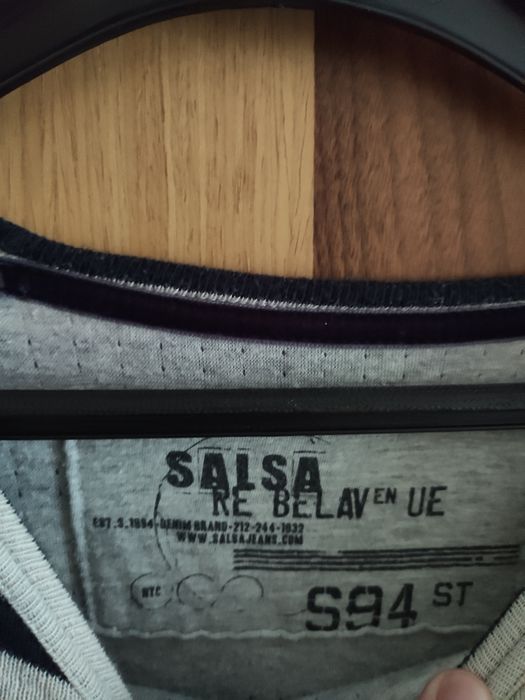 SALSA
RE BELAV EN UE
EST.S.1994-DENIM BRAND-212-244-1632
WWW.SALSAJEANS.COM
NYC
S94 ST